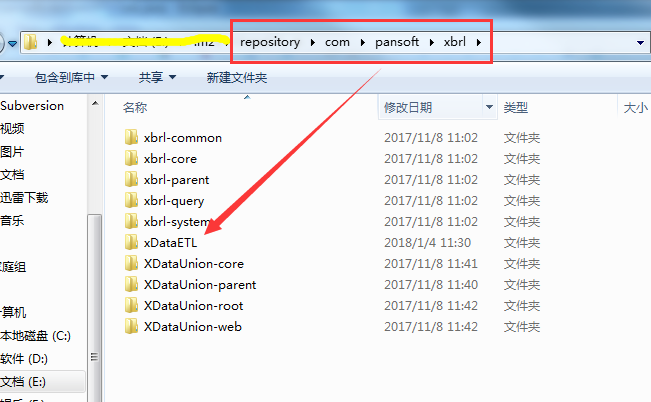 repository com pansoft xbrl
包含到库中 共享 新建文件夹
Subversion
视频
图片
文档
迅雷下载
音乐
家庭组
计算机
本地磁盘 (C:)
软件 (D:)
文档 (E:)
名称 修改日期 类型 大小
xbrl-common 2017/11/8 11:02 文件夹
xbrl-core 2017/11/8 11:02 文件夹
xbrl-parent 2017/11/8 11:02 文件夹
xbrl-query 2017/11/8 11:02 文件夹
xbrl-system 2017/11/8 11:02 文件夹
xDataETL 2018/1/4 11:30 文件夹
XDataUnion-core 2017/11/8 11:41 文件夹
XDataUnion-parent 2017/11/8 11:40 文件夹
XDataUnion-root 2017/11/8 11:42 文件夹
XDataUnion-web 2017/11/8 11:42 文件夹